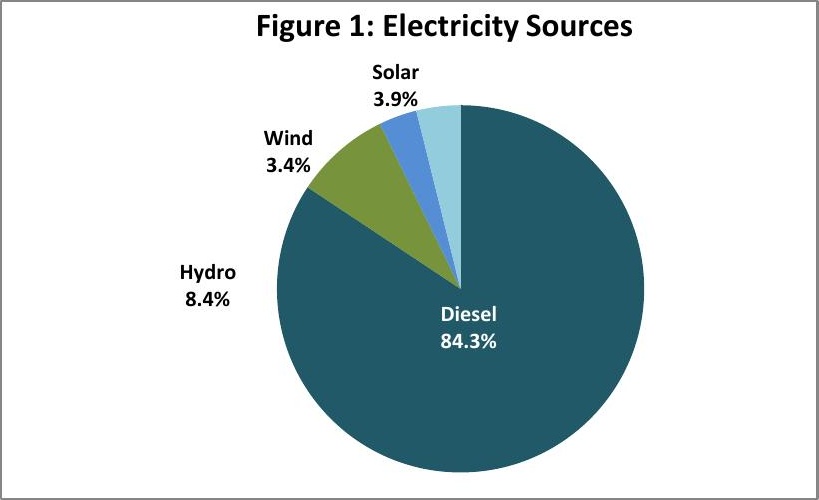 Figure 1: Electricity Sources
Solar
3.9%
Wind
3.4%
Hydro
8.4%
Diesel
84.3%